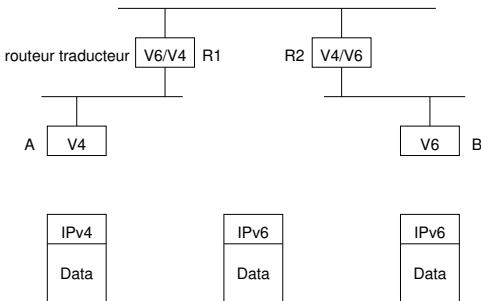 routeur traducteur V6/V4 R1 R2 V4/V6
A V4 V6 B
IPv4 IPv6 IPv6
Data Data Data